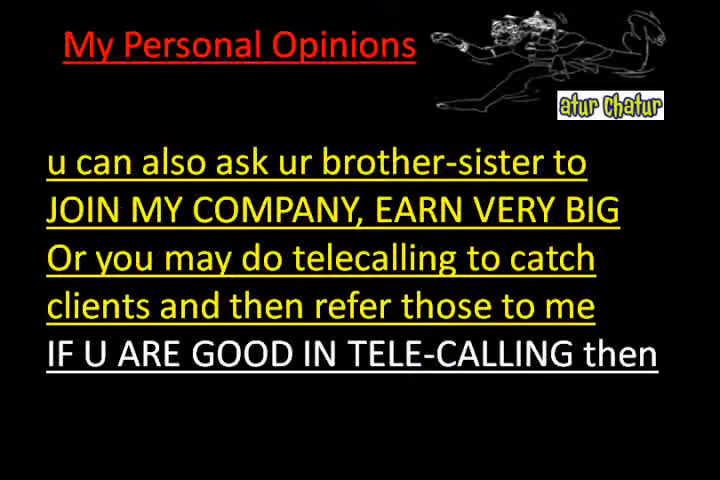 My Personal Opinions
atur Chatur
u can also ask ur brother-sister to
JOIN MY COMPANY, EARN VERY BIG
Or you may do telecalling to catch
clients and then refer those to me
IF U ARE GOOD IN TELE-CALLING then